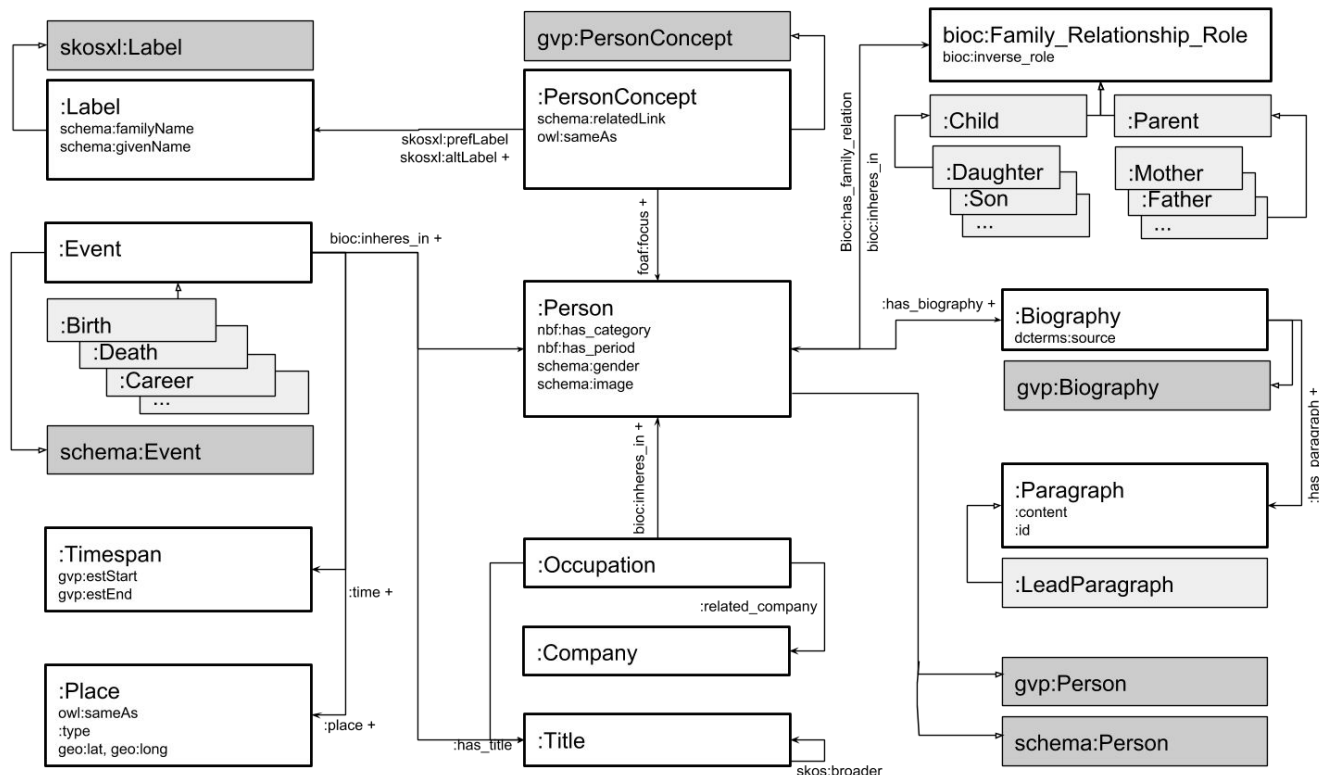 skosxl:Label
:Label
schema:familyName
schema:givenName
skosxl:prefLabel
skosxl:altLabel +
gvp:PersonConcept
:PersonConcept
schema:relatedLink
owl:sameAs
bioc:Family_Relationship_Role
bioc:inverse_role
:Child
:Parent
:Daughter
:Son
...
:Mother
:Father
...
Bioc:has_family_relation
bioc:inheres_in
foaf:focus +
:Event
bioc:inheres_in +
:Birth
:Death
:Career
...
schema:Event
:Person
nbf:has_category
nbf:has_period
schema:gender
schema:image
:has_biography +
:Biography
dcterms:source
gvp:Biography
:has_paragraph +
:Paragraph
:content
:id
:LeadParagraph
bioc:inheres_in +
:Timespan
gvp:estStart
gvp:estEnd
:time +
:Occupation
:related_company
:Company
:Place
owl:sameAs
:type
geo:lat, geo:long
:place +
:has_title
:Title
skos:broader
gvp:Person
schema:Person